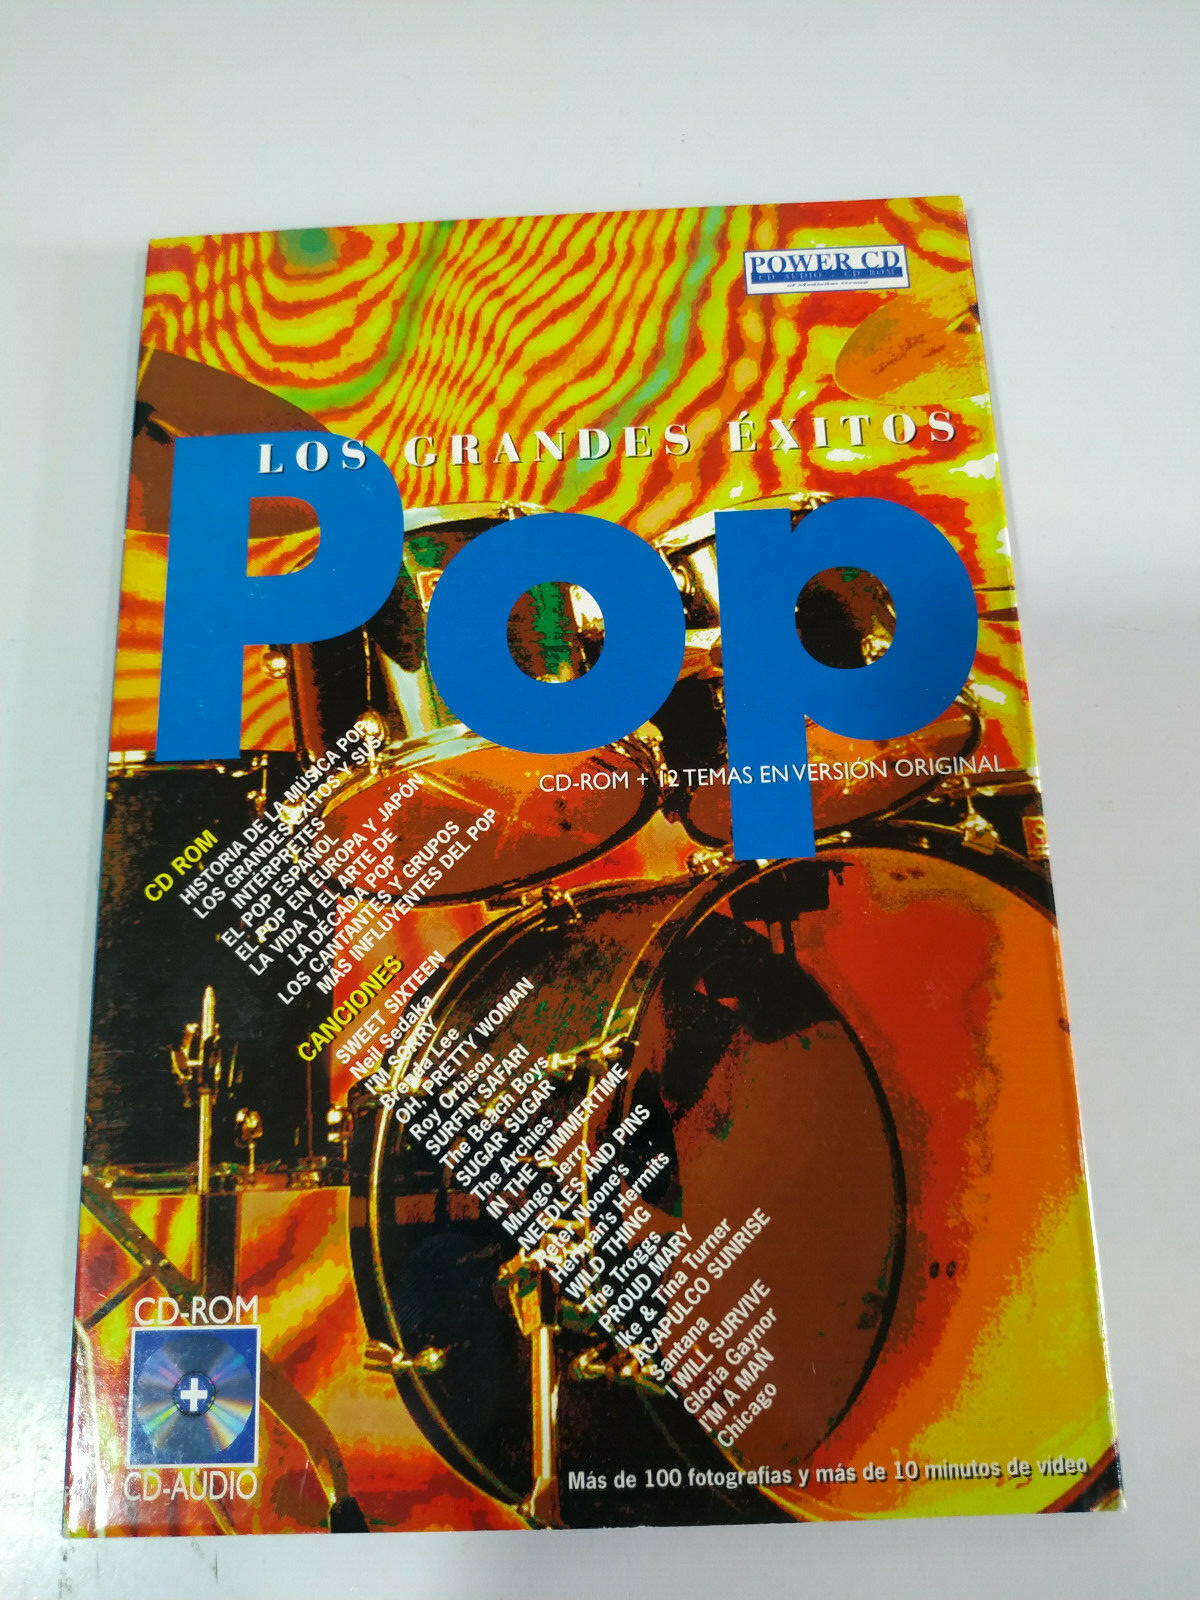 POWER CD
CD AUDIO + CD ROM
LOS GRANDES ÉXITOS
Pop
CD-ROM + 12 TEMAS EN VERSIÓN ORIGINAL
CD ROM
HISTORIA DE LA MÚSICA POP
LOS GRANDES ÉXITOS Y SUS
INTÉRPRETES
EL POP ESPAÑOL
EL POP EN EUROPA Y JAPÓN
LA VIDA Y EL ARTE DE
LA DÉCADA POP
LOS CANTANTES Y GRUPOS
MÁS INFLUYENTES DEL POP
CANCIONES
SWEET SIXTEEN
Neil Sedaka
I'M SORRY
Brenda Lee
OH, PRETTY WOMAN
Roy Orbison
SURFIN SAFARI
The Beach Boys
SUGAR SUGAR
The Archies
IN THE SUMMERTIME
Mungo Jerry
NEEDLES AND PINS
Peter Noone's
Herman's Hermits
WILD THING
The Troggs
PROUD MARY
Ike & Tina Turner
ACAPULCO SUNRISE
Santana
I WILL SURVIVE
Gloria Gaynor
I'M A MAN
Chicago
CD-ROM
+
CD-AUDIO
Más de 100 fotografias y más de 10 minutos de video